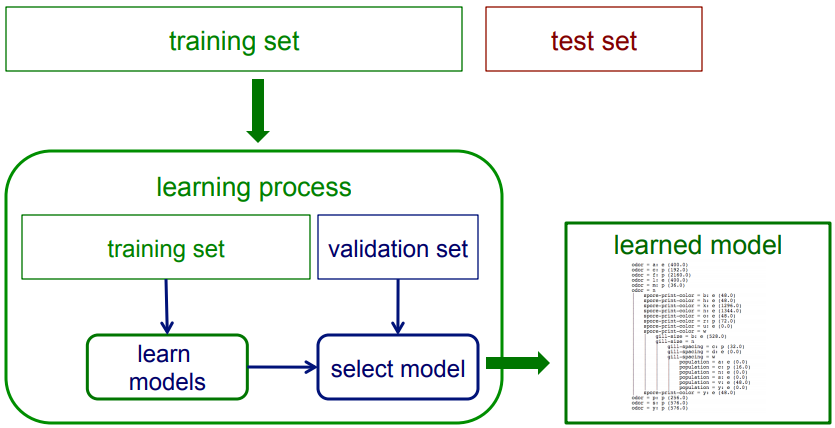 training set
test set
learning process
training set
validation set
learn
models
select model
learned model
odor = a: e (400.0)
odor = c: p (192.0)
odor = f: p (2160.0)
odor = l: e (400.0)
odor = m: p (36.0)
odor = n
spore-print-color = b: e (48.0)
spore-print-color = h: e (48.0)
spore-print-color = k: e (1296.0)
spore-print-color = n: e (1344.0)
spore-print-color = o: e (48.0)
spore-print-color = r: p (72.0)
spore-print-color = u: e (0.0)
spore-print-color = w
gill-size = b: e (528.0)
gill-size = n
gill-spacing = c: p (32.0)
gill-spacing = d: e (0.0)
gill-spacing = w
population = a: e (0.0)
population = c: p (16.0)
population = n: e (0.0)
population = s: e (0.0)
population = v: e (48.0)
population = y: e (0.0)
spore-print-color = y: e (48.0)
odor = p: p (256.0)
odor = s: p (576.0)
odor = y: p (576.0)